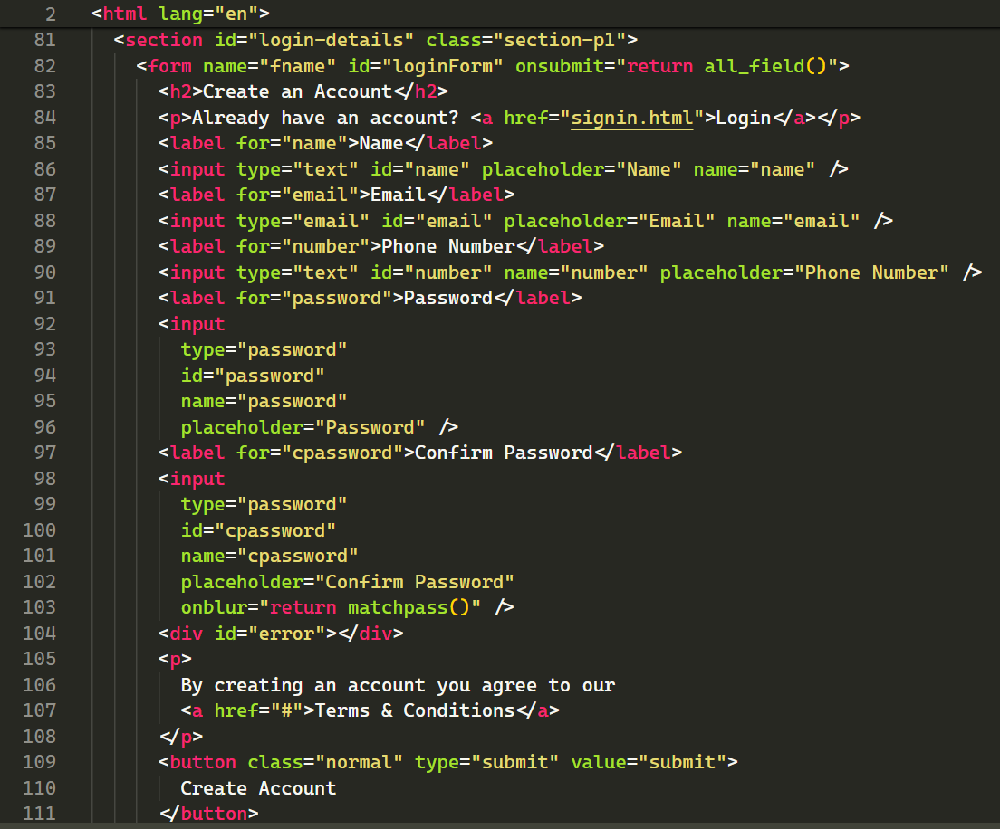 2 <html lang="en">
81 <section id="login-details" class="section-p1">
82 <form name="fname" id="loginForm" onsubmit="return all_field()">
83 <h2>Create an Account</h2>
84 <p>Already have an account? <a href="signin.html">Login</a></p>
85 <label for="name">Name</label>
86 <input type="text" id="name" placeholder="Name" name="name" />
87 <label for="email">Email</label>
88 <input type="email" id="email" placeholder="Email" name="email" />
89 <label for="number">Phone Number</label>
90 <input type="text" id="number" name="number" placeholder="Phone Number" />
91 <label for="password">Password</label>
92 <input
93 type="password"
94 id="password"
95 name="password"
96 placeholder="Password" />
97 <label for="cpassword">Confirm Password</label>
98 <input
99 type="password"
100 id="cpassword"
101 name="cpassword"
102 placeholder="Confirm Password"
103 onblur="return matchpass()" />
104 <div id="error"></div>
105 <p>
106 By creating an account you agree to our
107 <a href="#">Terms & Conditions</a>
108 </p>
109 <button class="normal" type="submit" value="submit">
110 Create Account
111 </button>